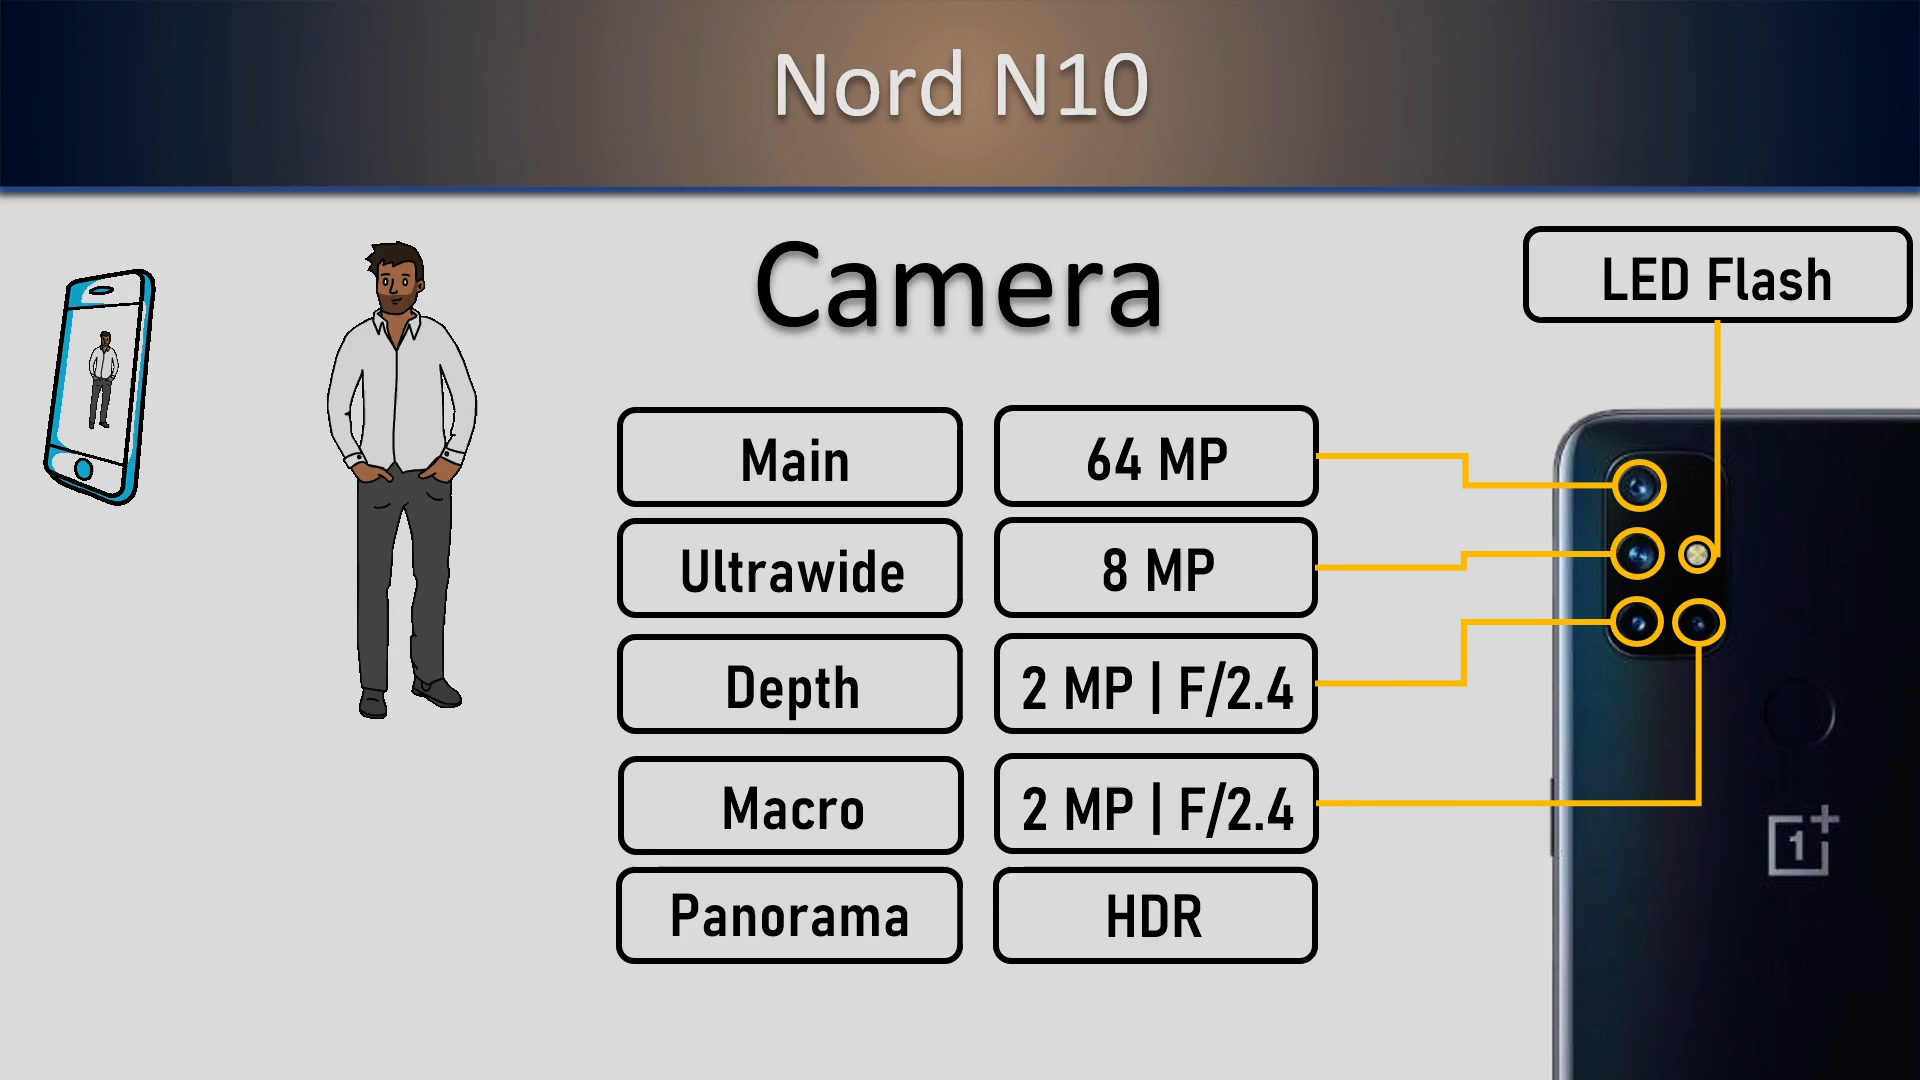 Nord N10
Camera
LED Flash
Main
64 MP
Ultrawide
8 MP
Depth
2 MP | F/2.4
Macro
2 MP | F/2.4
Panorama
HDR
1+